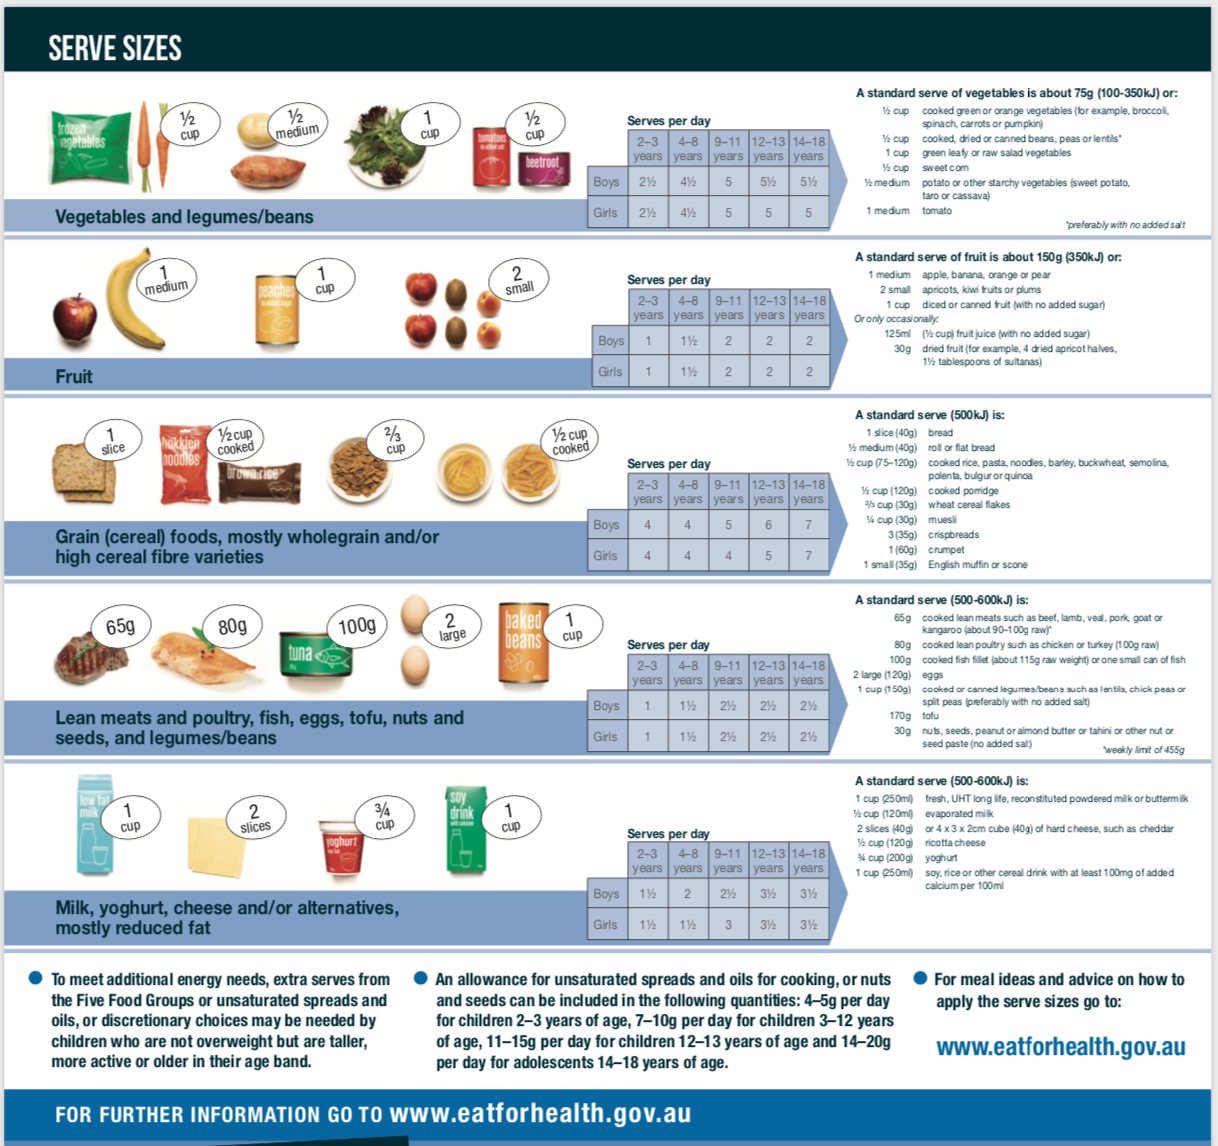 SERVE SIZES
frozen
vegetables
½
cup
½
medium
1
cup
tomatoes
no added salt
beetroot
½
cup
Vegetables and legumes/beans
Serves per day
2–3 years 4–8 years 9–11 years 12–13 years 14–18 years
Boys 2½ 4½ 5 5½ 5½
Girls 2½ 4½ 5 5 5
A standard serve of vegetables is about 75g (100-350kJ) or:
½ cup cooked green or orange vegetables (for example, broccoli,
spinach, carrots or pumpkin)
½ cup cooked, dried or canned beans, peas or lentils*
1 cup green leafy or raw salad vegetables
½ cup sweet corn
½ medium potato or other starchy vegetables (sweet potato,
taro or cassava)
1 medium tomato
*preferably with no added salt
1
medium
peaches
no added sugar
1
cup
2
small
Fruit
Serves per day
2–3 years 4–8 years 9–11 years 12–13 years 14–18 years
Boys 1 1½ 2 2 2
Girls 1 1½ 2 2 2
A standard serve of fruit is about 150g (350kJ) or:
1 medium apple, banana, orange or pear
2 small apricots, kiwi fruits or plums
1 cup diced or canned fruit (with no added sugar)
Or only occasionally:
125ml (½ cup) fruit juice (with no added sugar)
30g dried fruit (for example, 4 dried apricot halves,
1½ tablespoons of sultanas)
1
slice
hokkien
noodles
½ cup
cooked
brown rice
⅔
cup
½ cup
cooked
Grain (cereal) foods, mostly wholegrain and/or
high cereal fibre varieties
Serves per day
2–3 years 4–8 years 9–11 years 12–13 years 14–18 years
Boys 4 4 5 6 7
Girls 4 4 4 5 7
A standard serve (500kJ) is:
1 slice (40g) bread
½ medium (40g) roll or flat bread
½ cup (75–120g) cooked rice, pasta, noodles, barley, buckwheat, semolina,
polenta, bulgur or quinoa
½ cup (120g) cooked porridge
⅔ cup (30g) wheat cereal flakes
¼ cup (30g) muesli
3 (35g) crispbreads
1 (60g) crumpet
1 small (35g) English muffin or scone
65g
80g
tuna
100g
2
large
baked
beans
1
cup
Lean meats and poultry, fish, eggs, tofu, nuts and
seeds, and legumes/beans
Serves per day
2–3 years 4–8 years 9–11 years 12–13 years 14–18 years
Boys 1 1½ 2½ 2½ 2½
Girls 1 1½ 2½ 2½ 2½
A standard serve (500-600kJ) is:
65g cooked lean meats such as beef, lamb, veal, pork, goat or
kangaroo (about 90–100g raw)*
80g cooked lean poultry such as chicken or turkey (100g raw)
100g cooked fish fillet (about 115g raw weight) or one small can of fish
2 large (120g) eggs
1 cup (150g) cooked or canned legumes/beans such as lentils, chick peas or
split peas (preferably with no added salt)
170g tofu
30g nuts, seeds, peanut or almond butter or tahini or other nut or
seed paste (no added salt)
*weekly limit of 455g
low fat
milk
1
cup
2
slices
yoghurt
low fat
¾
cup
soy
drink
with calcium
1
cup
Milk, yoghurt, cheese and/or alternatives,
mostly reduced fat
Serves per day
2–3 years 4–8 years 9–11 years 12–13 years 14–18 years
Boys 1½ 2 2½ 3½ 3½
Girls 1½ 1½ 3 3½ 3½
A standard serve (500-600kJ) is:
1 cup (250ml) fresh, UHT long life, reconstituted powdered milk or buttermilk
½ cup (120ml) evaporated milk
2 slices (40g) or 4 x 3 x 2cm cube (40g) of hard cheese, such as cheddar
½ cup (120g) ricotta cheese
¾ cup (200g) yoghurt
1 cup (250ml) soy, rice or other cereal drink with at least 100mg of added
calcium per 100ml
To meet additional energy needs, extra serves from
the Five Food Groups or unsaturated spreads and
oils, or discretionary choices may be needed by
children who are not overweight but are taller,
more active or older in their age band.
An allowance for unsaturated spreads and oils for cooking, or nuts
and seeds can be included in the following quantities: 4–5g per day
for children 2–3 years of age, 7–10g per day for children 3–12 years
of age, 11–15g per day for children 12–13 years of age and 14–20g
per day for adolescents 14–18 years of age.
For meal ideas and advice on how to
apply the serve sizes go to:
www.eatforhealth.gov.au
FOR FURTHER INFORMATION GO TO www.eatforhealth.gov.au